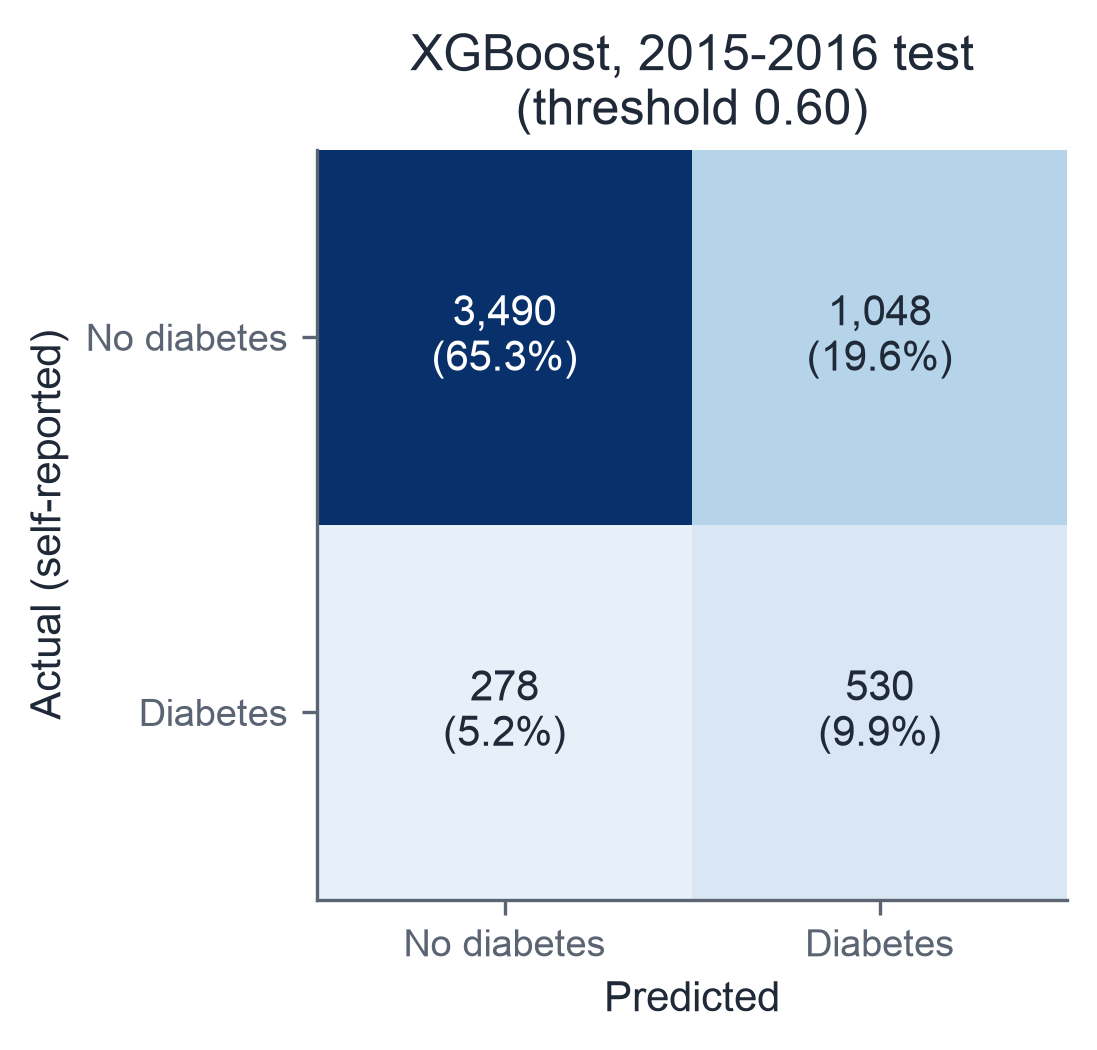 XGBoost, 2015-2016 test
(threshold 0.60)
Actual (self-reported)
No diabetes
3,490
(65.3%)
1,048
(19.6%)
Diabetes
278
(5.2%)
530
(9.9%)
No diabetes
Diabetes
Predicted